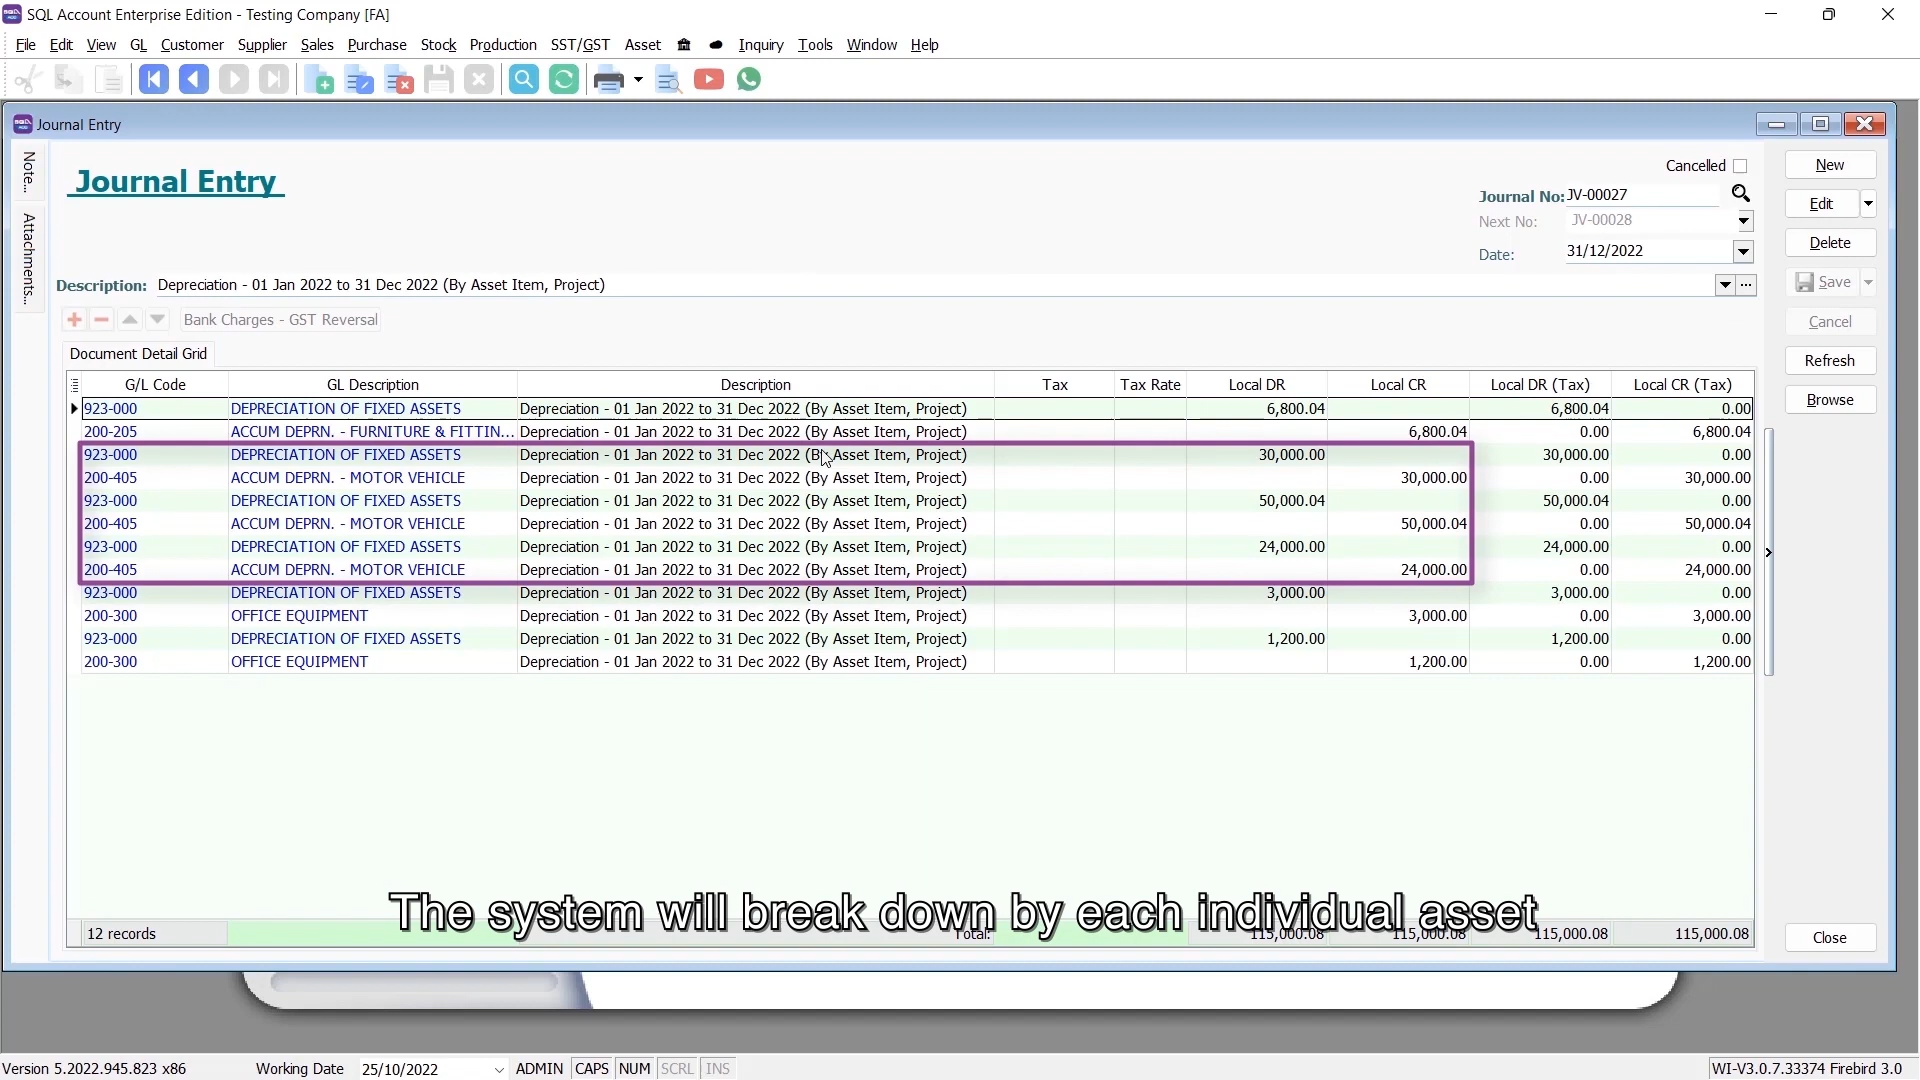 SQL Account Enterprise Edition - Testing Company [FA]
File Edit View GL Customer Supplier Sales Purchase Stock Production SST/GST Asset Inquiry Tools Window Help
Journal Entry
Note...
Attachments...
Journal Entry
Cancelled
Journal No: JV-00027
Next No: JV-00028
Date: 31/12/2022
Description: Depreciation - 01 Jan 2022 to 31 Dec 2022 (By Asset Item, Project)
Bank Charges - GST Reversal
Document Detail Grid
G/L Code GL Description Description Tax Tax Rate Local DR Local CR Local DR (Tax) Local CR (Tax)
923-000 DEPRECIATION OF FIXED ASSETS Depreciation - 01 Jan 2022 to 31 Dec 2022 (By Asset Item, Project) 6,800.04 6,800.04 0.00
200-205 ACCUM DEPRN. - FURNITURE & FITTIN... Depreciation - 01 Jan 2022 to 31 Dec 2022 (By Asset Item, Project) 6,800.04 0.00 6,800.04
923-000 DEPRECIATION OF FIXED ASSETS Depreciation - 01 Jan 2022 to 31 Dec 2022 (By Asset Item, Project) 30,000.00 30,000.00 0.00
200-405 ACCUM DEPRN. - MOTOR VEHICLE Depreciation - 01 Jan 2022 to 31 Dec 2022 (By Asset Item, Project) 30,000.00 0.00 30,000.00
923-000 DEPRECIATION OF FIXED ASSETS Depreciation - 01 Jan 2022 to 31 Dec 2022 (By Asset Item, Project) 50,000.04 50,000.04 0.00
200-405 ACCUM DEPRN. - MOTOR VEHICLE Depreciation - 01 Jan 2022 to 31 Dec 2022 (By Asset Item, Project) 50,000.04 0.00 50,000.04
923-000 DEPRECIATION OF FIXED ASSETS Depreciation - 01 Jan 2022 to 31 Dec 2022 (By Asset Item, Project) 24,000.00 24,000.00 0.00
200-405 ACCUM DEPRN. - MOTOR VEHICLE Depreciation - 01 Jan 2022 to 31 Dec 2022 (By Asset Item, Project) 24,000.00 0.00 24,000.00
923-000 DEPRECIATION OF FIXED ASSETS Depreciation - 01 Jan 2022 to 31 Dec 2022 (By Asset Item, Project) 3,000.00 3,000.00 0.00
200-300 OFFICE EQUIPMENT Depreciation - 01 Jan 2022 to 31 Dec 2022 (By Asset Item, Project) 3,000.00 0.00 3,000.00
923-000 DEPRECIATION OF FIXED ASSETS Depreciation - 01 Jan 2022 to 31 Dec 2022 (By Asset Item, Project) 1,200.00 1,200.00 0.00
200-300 OFFICE EQUIPMENT Depreciation - 01 Jan 2022 to 31 Dec 2022 (By Asset Item, Project) 1,200.00 0.00 1,200.00
The system will break down by each individual asset
12 records Total: 115,000.08 115,000.08 115,000.08 115,000.08
New
Edit
Delete
Save
Cancel
Refresh
Browse
Close
Version 5.2022.945.823 x86 Working Date 25/10/2022 ADMIN CAPS NUM SCRL INS WI-V3.0.7.33374 Firebird 3.0